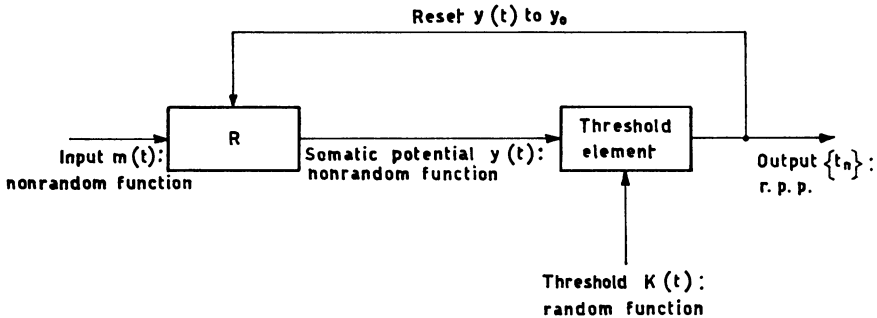 Reset y(t) to y₀
R
Threshold
element
Input m(t):
nonrandom function
Somatic potential y(t):
nonrandom function
Output {tₙ}:
r. p. p.
Threshold K(t):
random function